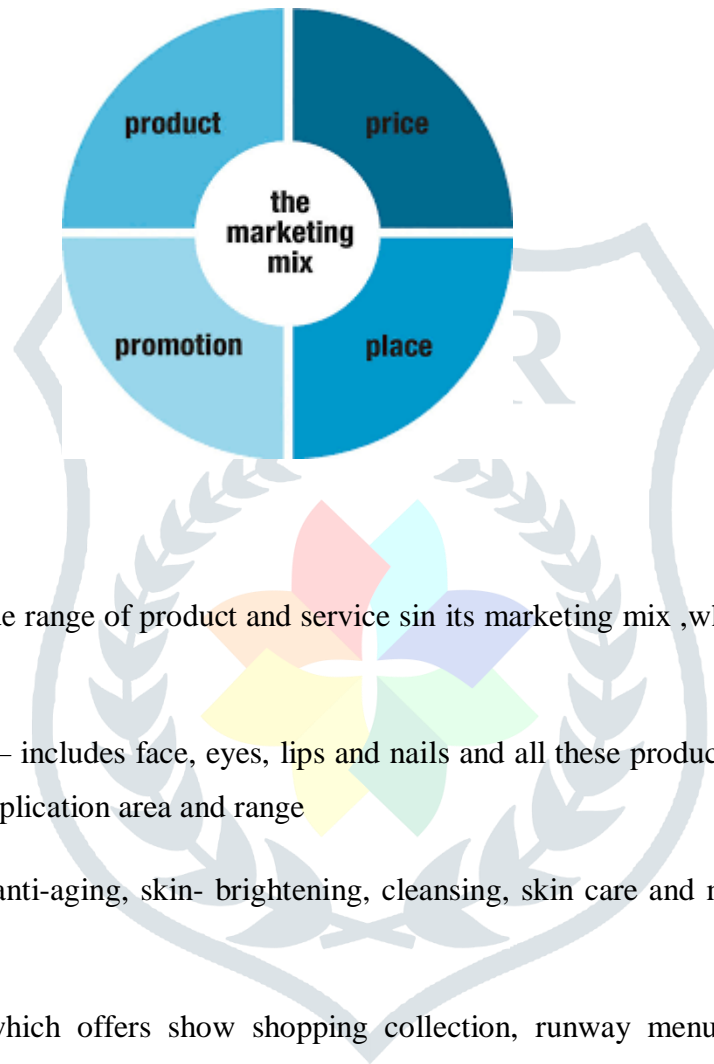 product
price
the
marketing
mix
promotion
place
R
range of product and service sin its marketing mix ,
– includes face, eyes, lips and nails and all these
plication area and range
anti-aging, skin- brightening, cleansing, skin care and
which offers show shopping collection, runway menu